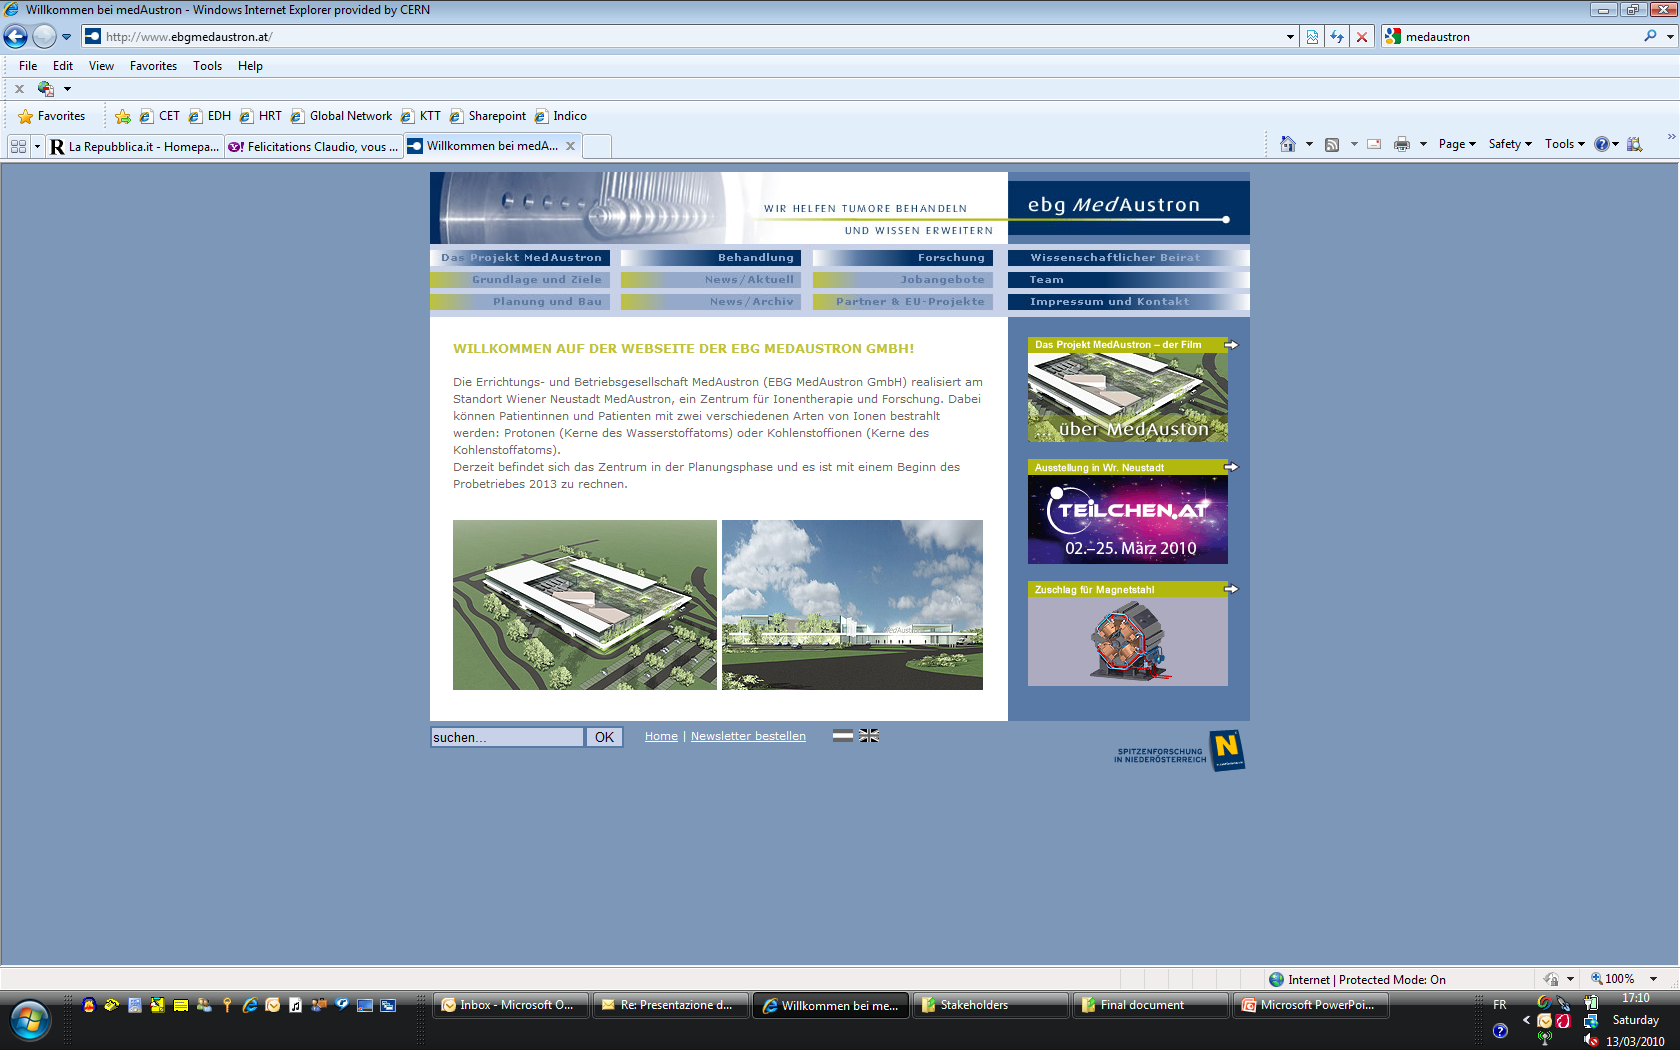 Willkommen bei medAustron - Windows Internet Explorer provided by CERN
http://www.ebgmedaustron.at/
medaustron
File Edit View Favorites Tools Help
Favorites CET EDH HRT Global Network KTT Sharepoint Indico
La Repubblica.it - Homepa... Felicitations Claudio, vous ... Willkommen bei medA... Page Safety Tools
WIR HELFEN TUMORE BEHANDELN
UND WISSEN ERWEITERN
ebg MedAustron
Das Projekt MedAustron Behandlung Forschung Wissenschaftlicher Beirat
Grundlage und Ziele News/Aktuell Jobangebote Team
Planung und Bau News/Archiv Partner & EU-Projekte Impressum und Kontakt
WILLKOMMEN AUF DER WEBSEITE DER EBG MEDAUSTRON GMBH!
Die Errichtungs- und Betriebsgesellschaft MedAustron (EBG MedAustron GmbH) realisiert am
Standort Wiener Neustadt MedAustron, ein Zentrum für Ionentherapie und Forschung. Dabei
können Patientinnen und Patienten mit zwei verschiedenen Arten von Ionen bestrahlt
werden: Protonen (Kerne des Wasserstoffatoms) oder Kohlenstoffionen (Kerne des
Kohlenstoffatoms).
Derzeit befindet sich das Zentrum in der Planungsphase und es ist mit einem Beginn des
Probetriebes 2013 zu rechnen.
MedAustron
Das Projekt MedAustron – der Film
... über MedAuston
Ausstellung in Wr. Neustadt
TEILCHEN.AT
02.–25. März 2010
Zuschlag für Magnetstahl
suchen... OK Home | Newsletter bestellen
SPITZENFORSCHUNG
IN NIEDERÖSTERREICH
N
Internet | Protected Mode: On 100%
Inbox - Microsoft O... Re: Presentazione d... Willkommen bei me... Stakeholders Final document Microsoft PowerPoi... FR
17:10
Saturday
13/03/2010